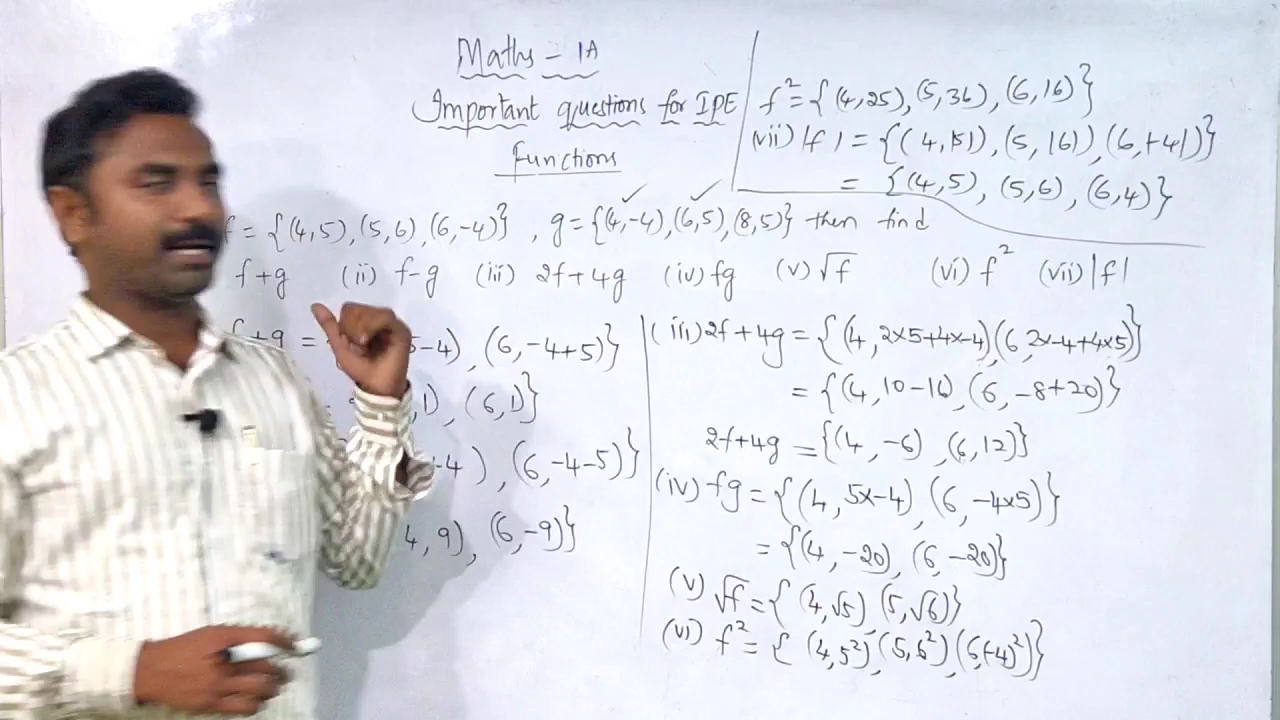 Maths - 1A
Important questions for IPE
Functions
f = {(4,5), (5,6), (6,-4)} , g = {(4,-4), (6,5), (8,5)} then find
f+g (ii) f-g (iii) 2f+4g (iv) fg (v) √f (vi) f² (vii) |f|
f+g = 5-4), (6,-4+5)}
,1), (6,1)}
-4 ), (6,-4-5)}
4, 9), (6,-9)}
(iii) 2f+4g = {(4, 2×5+4×-4)(6, 2×-4+4×5)}
= {(4, 10-16), (6, -8+20)}
2f+4g = {(4, -6), (6, 12)}
(iv) fg = {(4, 5×-4), (6, -4×5)}
= {(4, -20), (6, -20)}
(v) √f = { (4,√5) (5,√6)}
(vi) f² = { (4,5²) (5,6²) (6(-4)²)}
f² = { (4,25), (5,36), (6,16)}
(vii) |f| = {(4,|5|), (5, |6|), (6, |-4|)}
= {(4,5), (5,6), (6,4)}